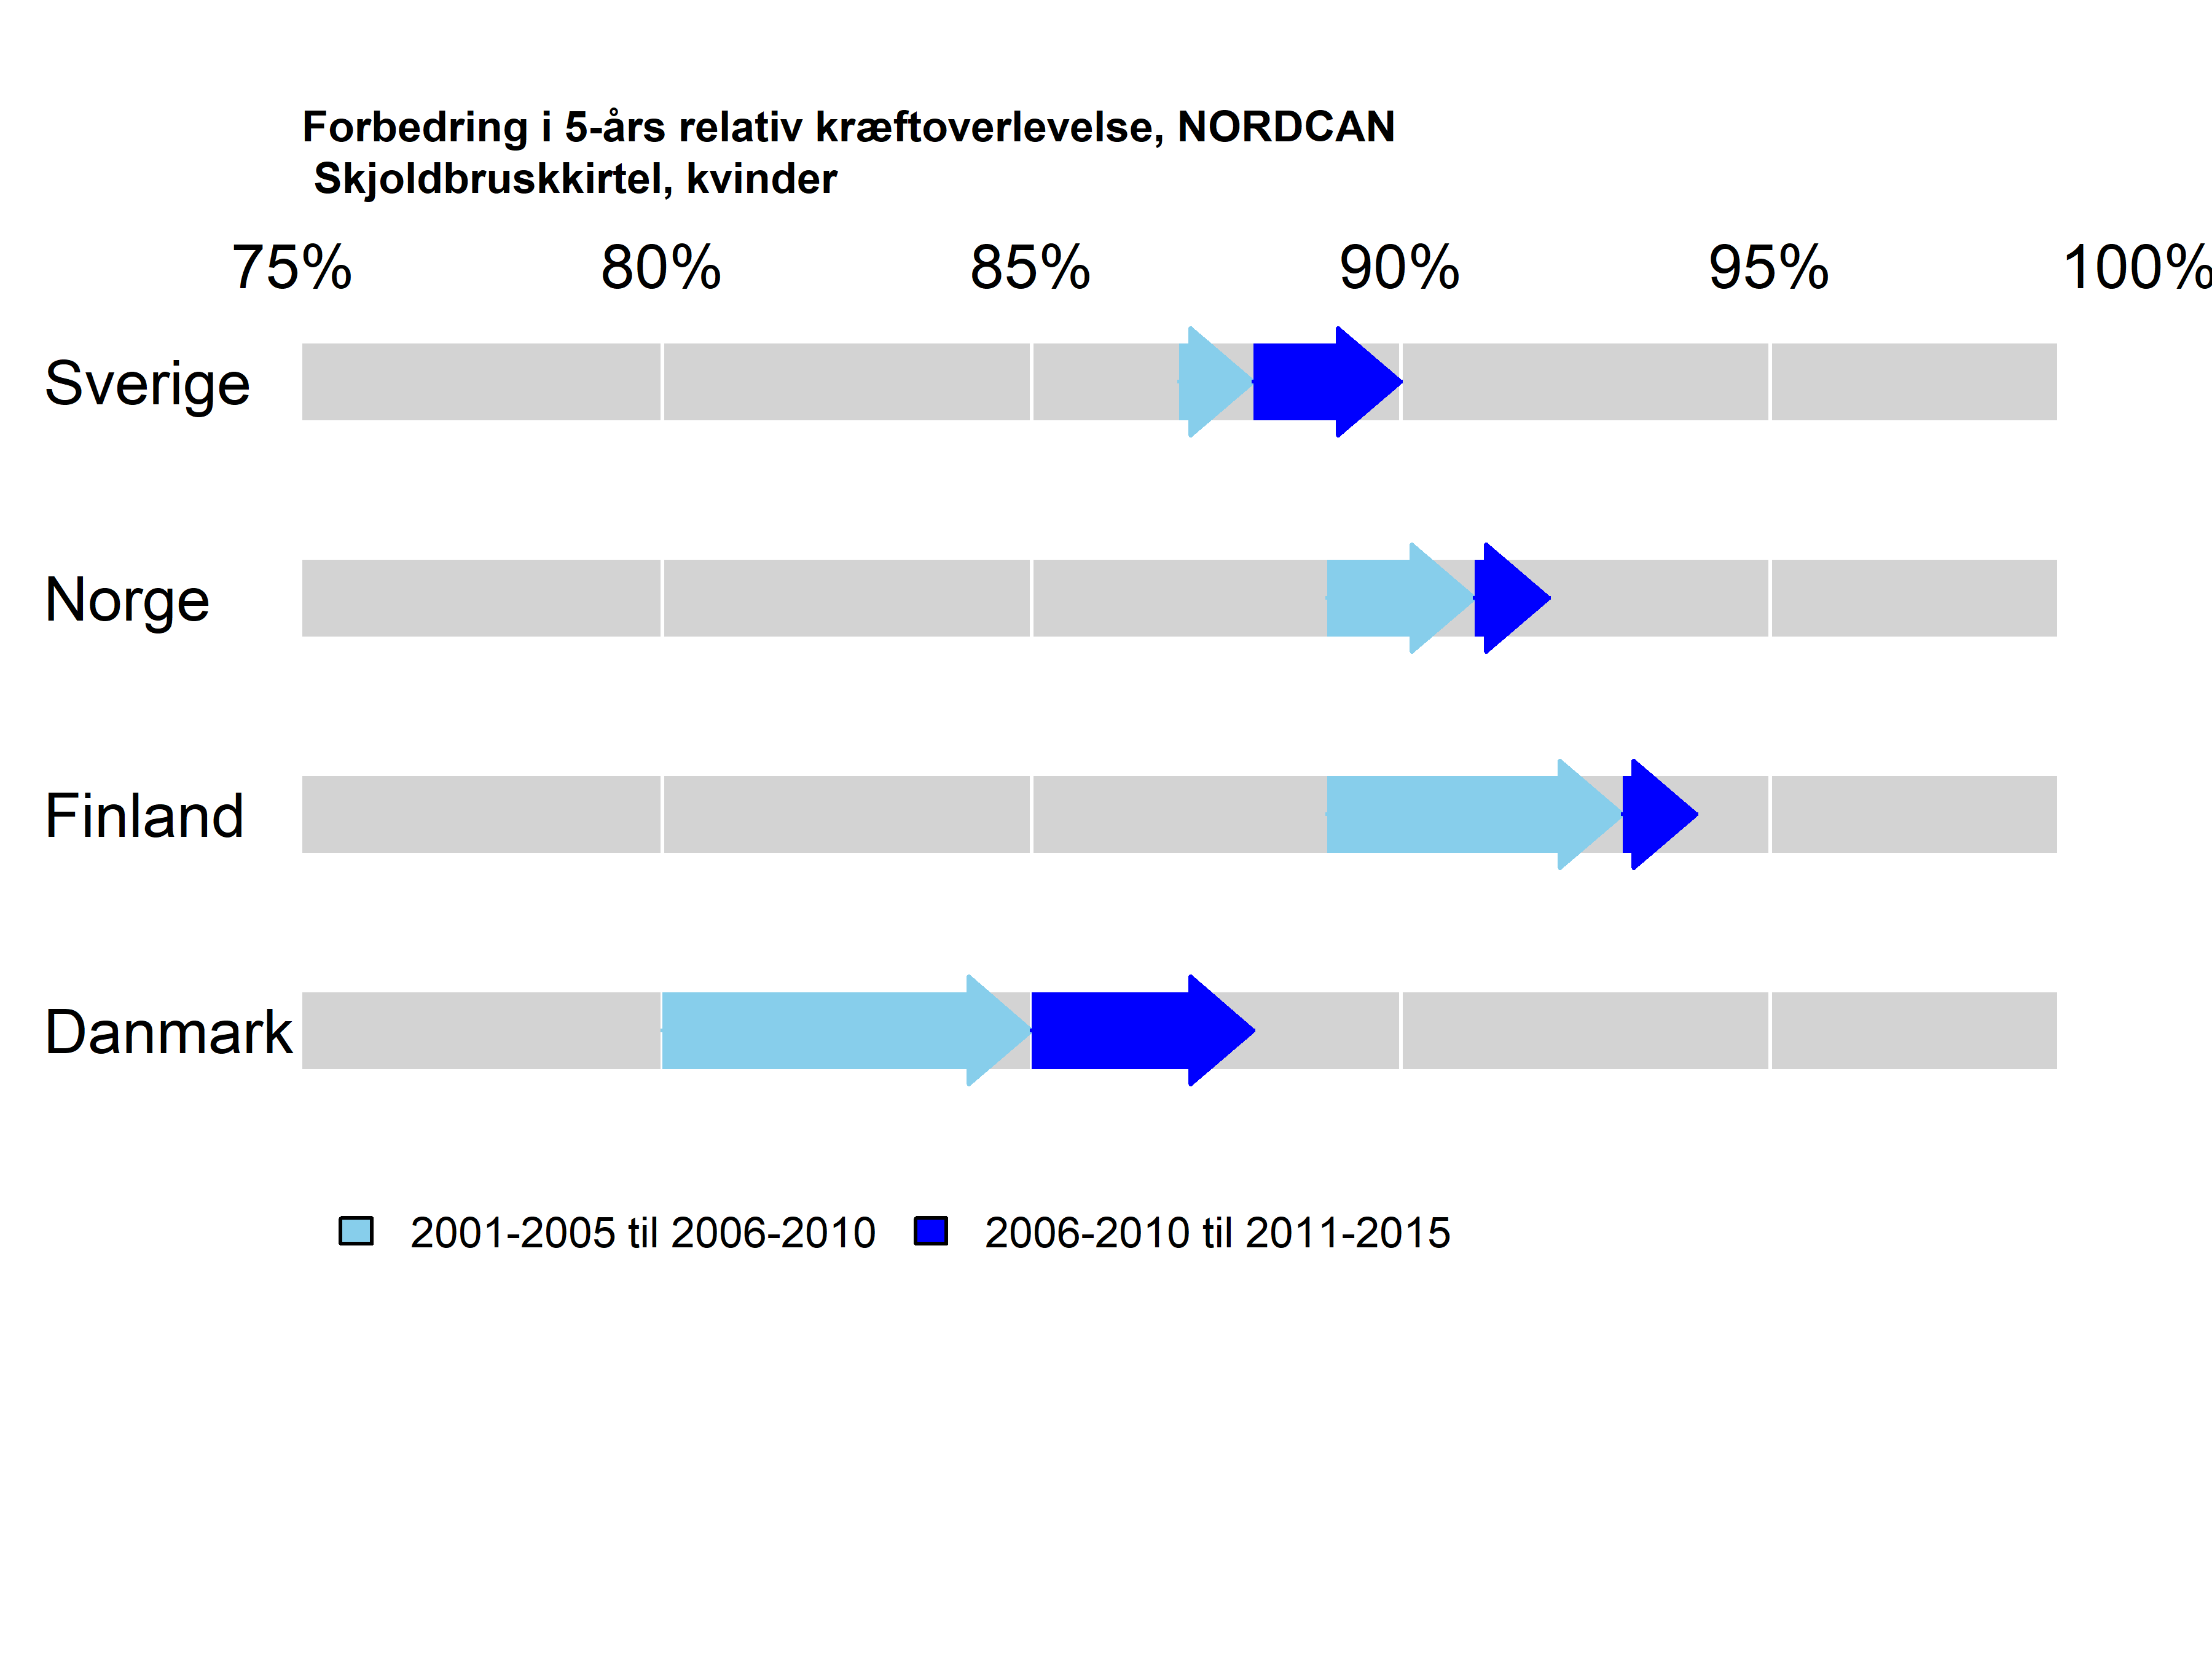 Forbedring i 5-års relativ kræftoverlevelse, NORDCAN
Skjoldbruskkirtel, kvinder
75% 80% 85% 90% 95% 100%
Sverige
Norge
Finland
Danmark
2001-2005 til 2006-2010 2006-2010 til 2011-2015